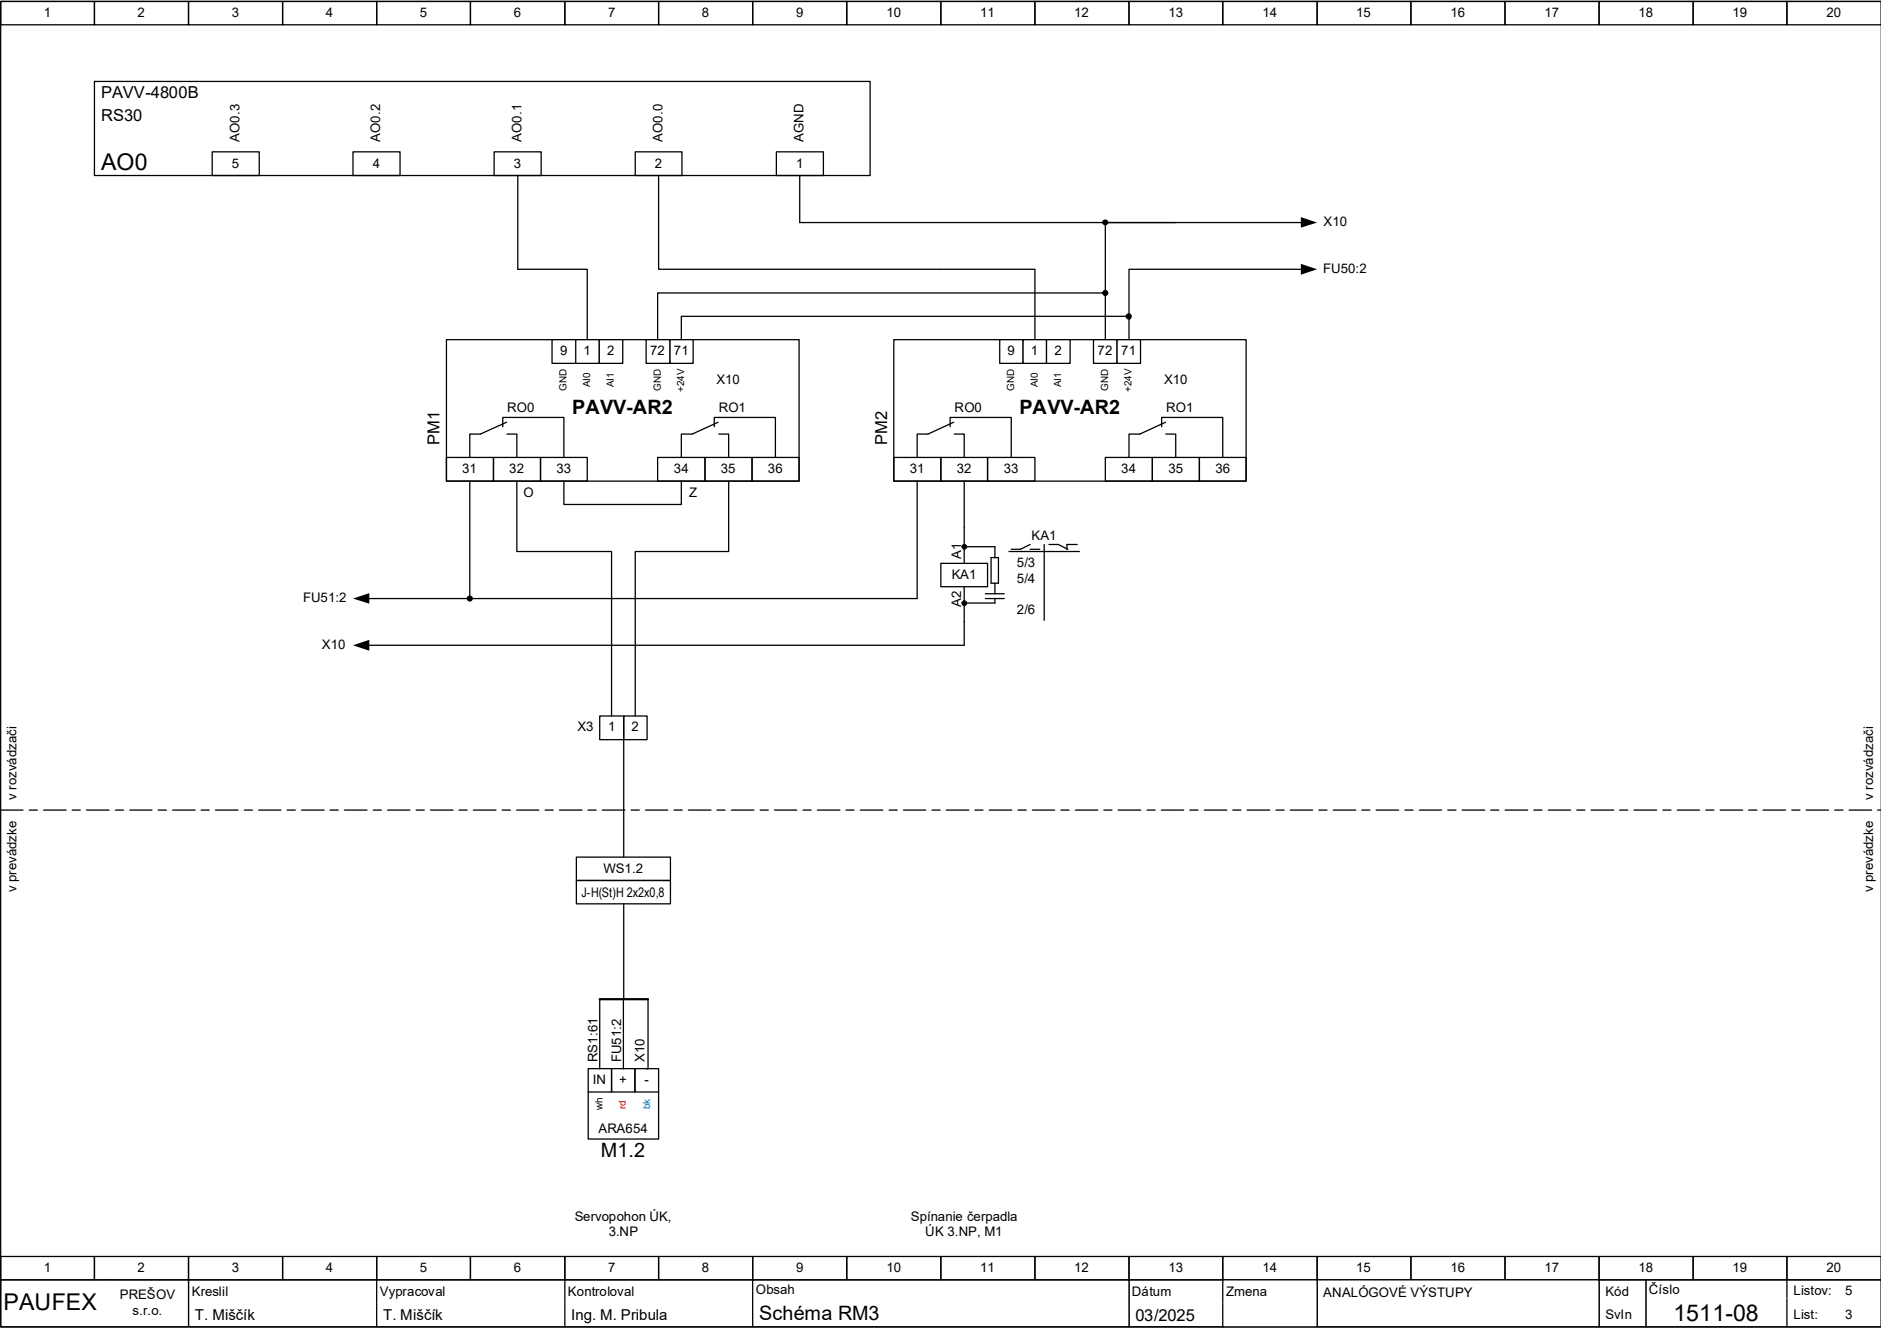 1 2 3 4 5 6 7 8 9 10 11 12 13 14 15 16 17 18 19 20
PAVV-4800B
RS30
AO0
AO0.3
AO0.2
AO0.1
AO0.0
AGND
5 4 3 2 1
X10
FU50:2
9 1 2 72 71
GND AI0 AI1 GND +24V
X10
PAVV-AR2
RO0 RO1
PM1
31 32 33 34 35 36
O Z
9 1 2 72 71
GND AI0 AI1 GND +24V
X10
PAVV-AR2
RO0 RO1
PM2
31 32 33 34 35 36
A1
KA1
A2
KA1
5/3
5/4
2/6
FU51:2
X10
X3 1 2
v rozvádzači
v rozvádzači
v prevádzke
v prevádzke
WS1.2
J-H(St)H 2x2x0,8
RS1:61
FU51:2
X10
IN + -
wh rd bk
ARA654
M1.2
Servopohon ÚK,
3.NP
Spínanie čerpadla
ÚK 3.NP, M1
1 2 3 4 5 6 7 8 9 10 11 12 13 14 15 16 17 18 19 20
PAUFEX
PREŠOV
s.r.o.
Kreslil
T. Miščík
Vypracoval
T. Miščík
Kontroloval
Ing. M. Pribula
Obsah
Schéma RM3
Dátum
03/2025
Zmena
ANALÓGOVÉ VÝSTUPY
Kód
Svln
Číslo
1511-08
Listov: 5
List: 3